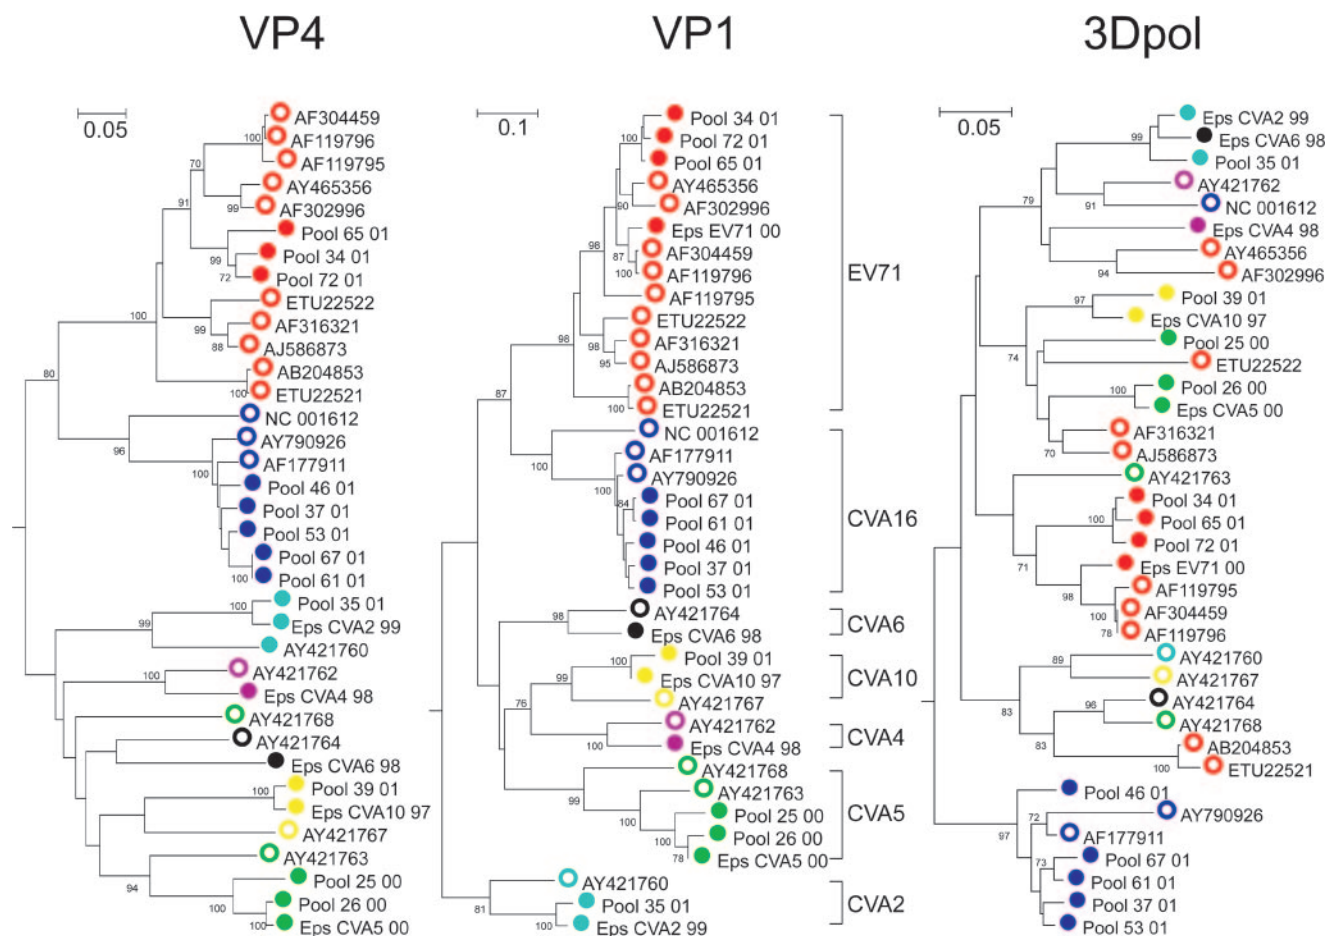 VP4
VP1
3Dpol
0.05
AF304459
100
AF119796
AF119795
70
AY465356
99
AF302996
91
Pool 65 01
99
Pool 34 01
72
Pool 72 01
ETU22522
100
99
AF316321
88
AJ586873
AB204853
100
ETU22521
80
NC 001612
96
AY790926
AF177911
100
Pool 46 01
Pool 37 01
Pool 53 01
Pool 67 01
100
Pool 61 01
Pool 35 01
100
99
Eps CVA2 99
AY421760
AY421762
100
Eps CVA4 98
AY421768
AY421764
Eps CVA6 98
Pool 39 01
100
Eps CVA10 97
AY421767
AY421763
94
Pool 25 00
100
Pool 26 00
100
Eps CVA5 00
0.1
Pool 34 01
100
Pool 72 01
Pool 65 01
AY465356
90
AF302996
Eps EV71 00
98
AF304459
87
100
AF119796
AF119795
ETU22522
98
98
AF316321
95
AJ586873
AB204853
100
ETU22521
87
NC 001612
AF177911
100
AY790926
84
Pool 67 01
Pool 61 01
Pool 46 01
Pool 37 01
Pool 53 01
AY421764
98
Eps CVA6 98
Pool 39 01
100
99
Eps CVA10 97
AY421767
76
AY421762
100
Eps CVA4 98
AY421768
99
AY421763
100
Pool 25 00
100
Pool 26 00
78
Eps CVA5 00
AY421760
81
Pool 35 01
100
Eps CVA2 99
EV71
CVA16
CVA6
CVA10
CVA4
CVA5
CVA2
0.05
Eps CVA2 99
99
Eps CVA6 98
Pool 35 01
79
AY421762
91
NC 001612
Eps CVA4 98
AY465356
94
AF302996
Pool 39 01
97
Eps CVA10 97
Pool 25 00
74
ETU22522
Pool 26 00
100
Eps CVA5 00
AF316321
70
AJ586873
AY421763
Pool 34 01
100
Pool 65 01
Pool 72 01
71
Eps EV71 00
98
AF119795
100
AF304459
78
AF119796
AY421760
89
AY421767
83
AY421764
96
AY421768
83
AB204853
100
ETU22521
Pool 46 01
72
AY790926
97
AF177911
73
Pool 67 01
Pool 61 01
Pool 37 01
Pool 53 01